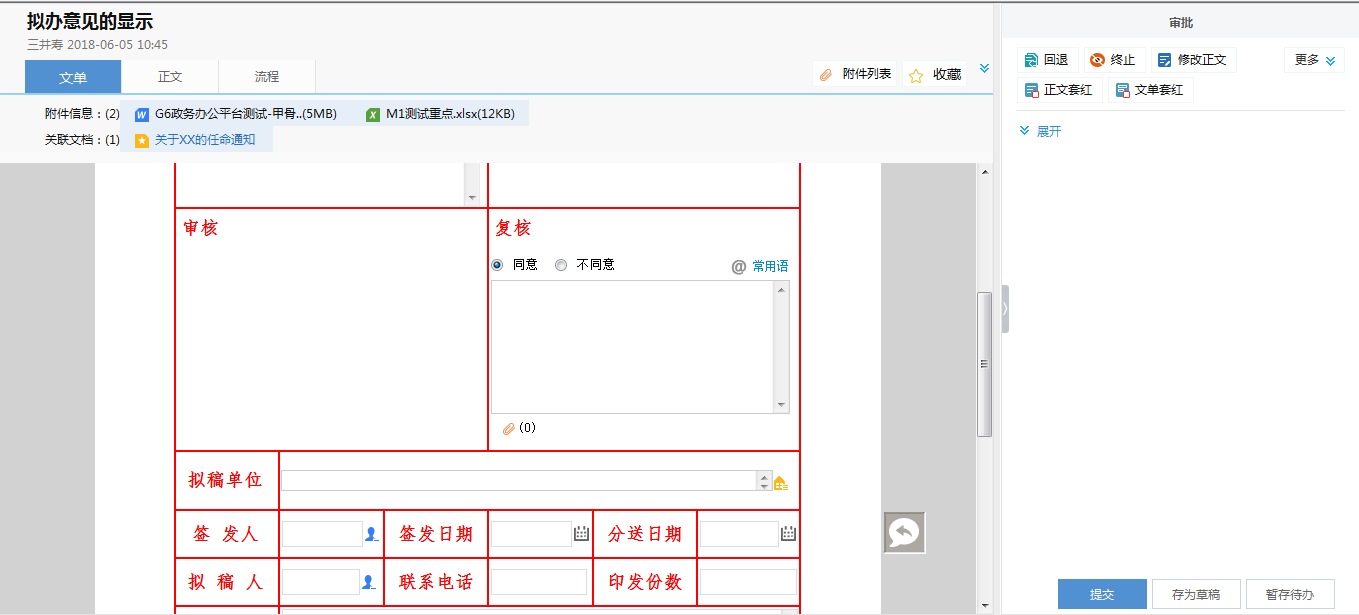 拟办意见的显示
三井寿 2018-06-05 10:45
文单 正文 流程
附件列表 收藏
附件信息：(2) G6政务办公平台测试-甲骨..(5MB) M1测试重点.xlsx(12KB)
关联文档：(1) 关于XX的任命通知
审核 复核
同意 不同意 @ 常用语
(0)
拟稿单位
签 发人 签发日期 分送日期
拟 稿 人 联系电话 印发份数
审批
回退 终止 修改正文 更多
正文套红 文单套红
展开
提交 存为草稿 暂存待办